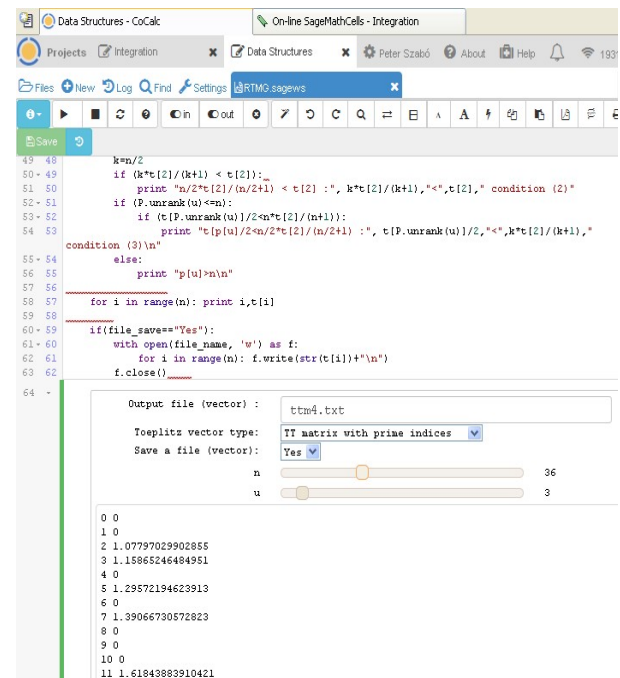 Data Structures - CoCalc
On-line SageMathCells - Integration
Projects Integration Data Structures Peter Szabó About Help 193
Files New Log Find Settings RTMG.sagews
in out A A
Save
49 48 k=n/2
50 49 if (k*t[2]/(k+1) < t[2]):
51 50 print "n/2*t[2]/(n/2+1) < t[2] :", k*t[2]/(k+1),"<",t[2]," condition (2)"
52 51 if (P.unrank(u)<=n):
53 52 if (t[P.unrank(u)]/2<n*t[2]/(n+1)):
54 53 print "t[p[u]/2<n/2*t[2]/(n/2+1) :", t[P.unrank(u)]/2,"<",k*t[2]/(k+1),"
condition (3)\n"
55 54 else:
56 55 print "p[u]>n\n"
57 56
58 57 for i in range(n): print i,t[i]
59 58
60 59 if(file_save=="Yes"):
61 60 with open(file_name, 'w') as f:
62 61 for i in range(n): f.write(str(t[i])+"\n")
63 62 f.close()
64
Output file (vector) : ttm4.txt
Toeplitz vector type: TT matrix with prime indices
Save a file (vector): Yes
n 36
u 3
0 0
1 0
2 1.07797029902855
3 1.15865246484951
4 0
5 1.29572194623913
6 0
7 1.39066730572823
8 0
9 0
10 0
11 1.61843883910421